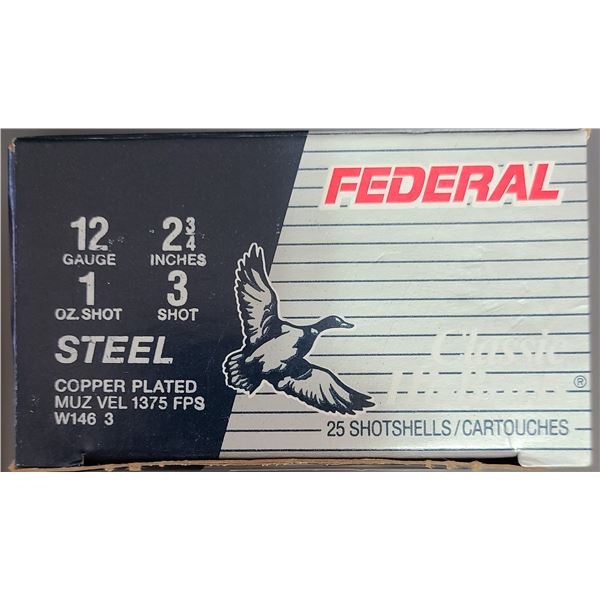 FEDERAL
12 GAUGE 2 3/4 INCHES
1 OZ. SHOT 3 SHOT
STEEL
COPPER PLATED
MUZ VEL 1375 FPS
W146 3
Classic
®
25 SHOTSHELLS/CARTOUCHES